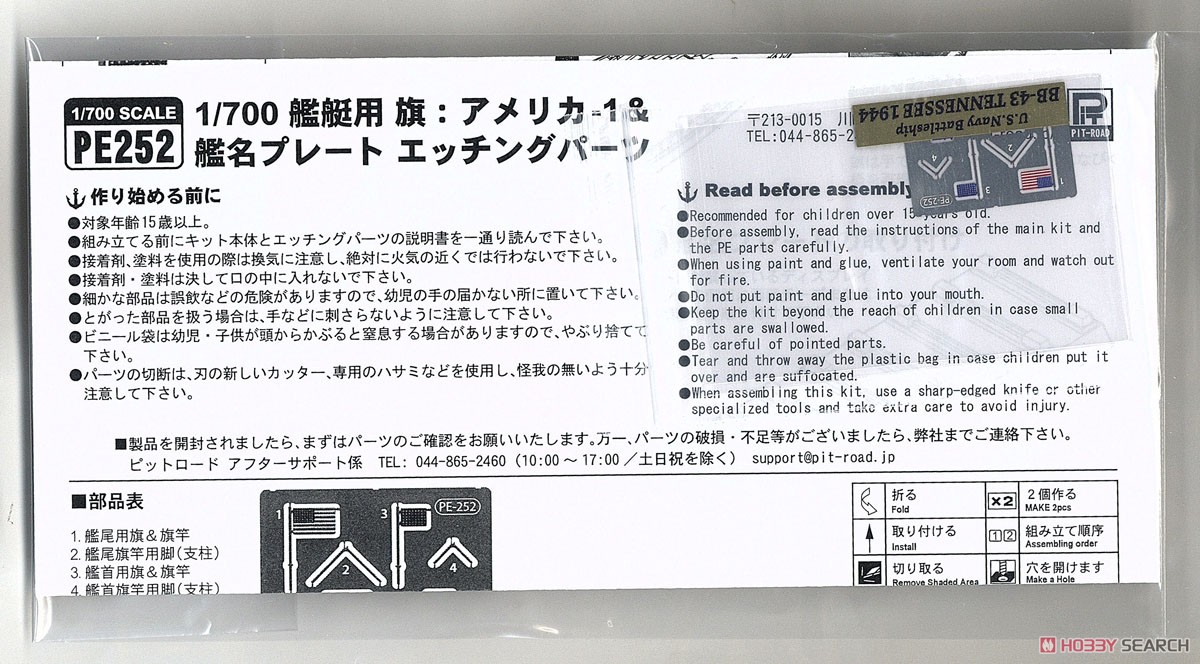 1/700 SCALE
PE252
1/700 艦艇用 旗：アメリカ-1&
艦名プレート エッチングパーツ
〒213-0015 川
TEL:044-865-2
PIT-ROAD
U.S.Navy Battleship
BB-43 TENNESSEE 1944
4
2
3
1
PE-252
作り始める前に
●対象年齢15歳以上。
●組み立てる前にキット本体とエッチングパーツの説明書を一通り読んで下さい。
●接着剤、塗料を使用の際は換気に注意し、絶対に火気の近くでは行わないで下さい。
●接着剤・塗料は決して口の中に入れないで下さい。
●細かな部品は誤飲などの危険がありますので、幼児の手の届かない所に置いて下さい。
●とがった部品を扱う場合は、手などに刺さらないように注意して下さい。
●ビニール袋は幼児・子供が頭からかぶると窒息する場合がありますので、やぶり捨てて
下さい。
●パーツの切断は、刃の新しいカッター、専用のハサミなどを使用し、怪我の無いよう十分
注意して下さい。
Read before assembly
●Recommended for children over 15 years old.
●Before assembly, read the instructions of the main kit and
the PE parts carefully.
●When using paint and glue, ventilate your room and watch out
for fire.
●Do not put paint and glue into your mouth.
●Keep the kit beyond the reach of children in case small
parts are swallowed.
●Be careful of pointed parts.
●Tear and throw away the plastic bag in case children put it
over and are suffocated.
●When assembling this kit, use a sharp-edged knife or other
specialized tools and take extra care to avoid injury.
■製品を開封されましたら、まずはパーツのご確認をお願いいたします。万一、パーツの破損・不足等がございましたら、弊社までご連絡下さい。
ピットロード アフターサポート係 TEL: 044-865-2460（10:00～17:00／土日祝を除く） support@pit-road.jp
■部品表
1. 艦尾用旗＆旗竿
2. 艦尾旗竿用脚（支柱）
3. 艦首用旗＆旗竿
4. 艦首旗竿用脚（支柱）
1
2
3
4
PE-252
折る
Fold
×2
2個作る
MAKE 2pcs
取り付ける
Install
1 2
組み立て順序
Assembling order
切り取る
Remove Shaded Area
穴を開けます
Make a Hole
HOBBY SEARCH